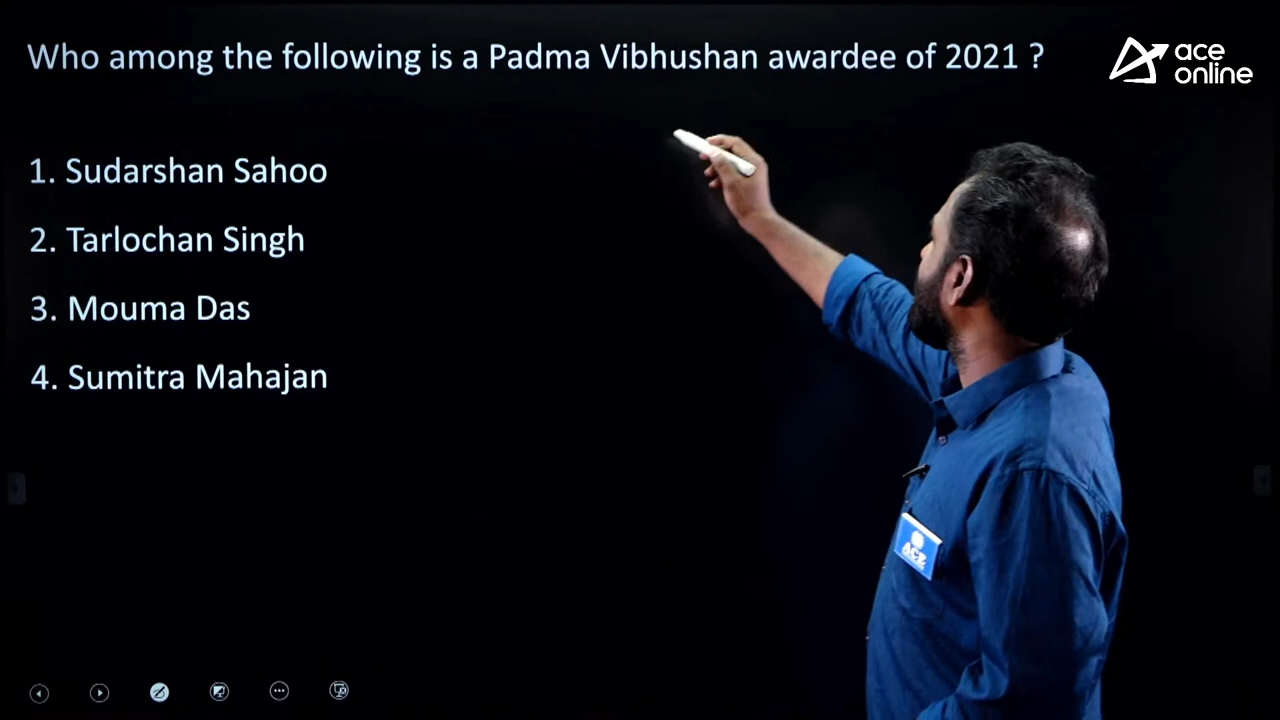 Who among the following is a Padma Vibhushan awardee of 2021 ?
ace
online
1. Sudarshan Sahoo
2. Tarlochan Singh
3. Mouma Das
4. Sumitra Mahajan
ACE